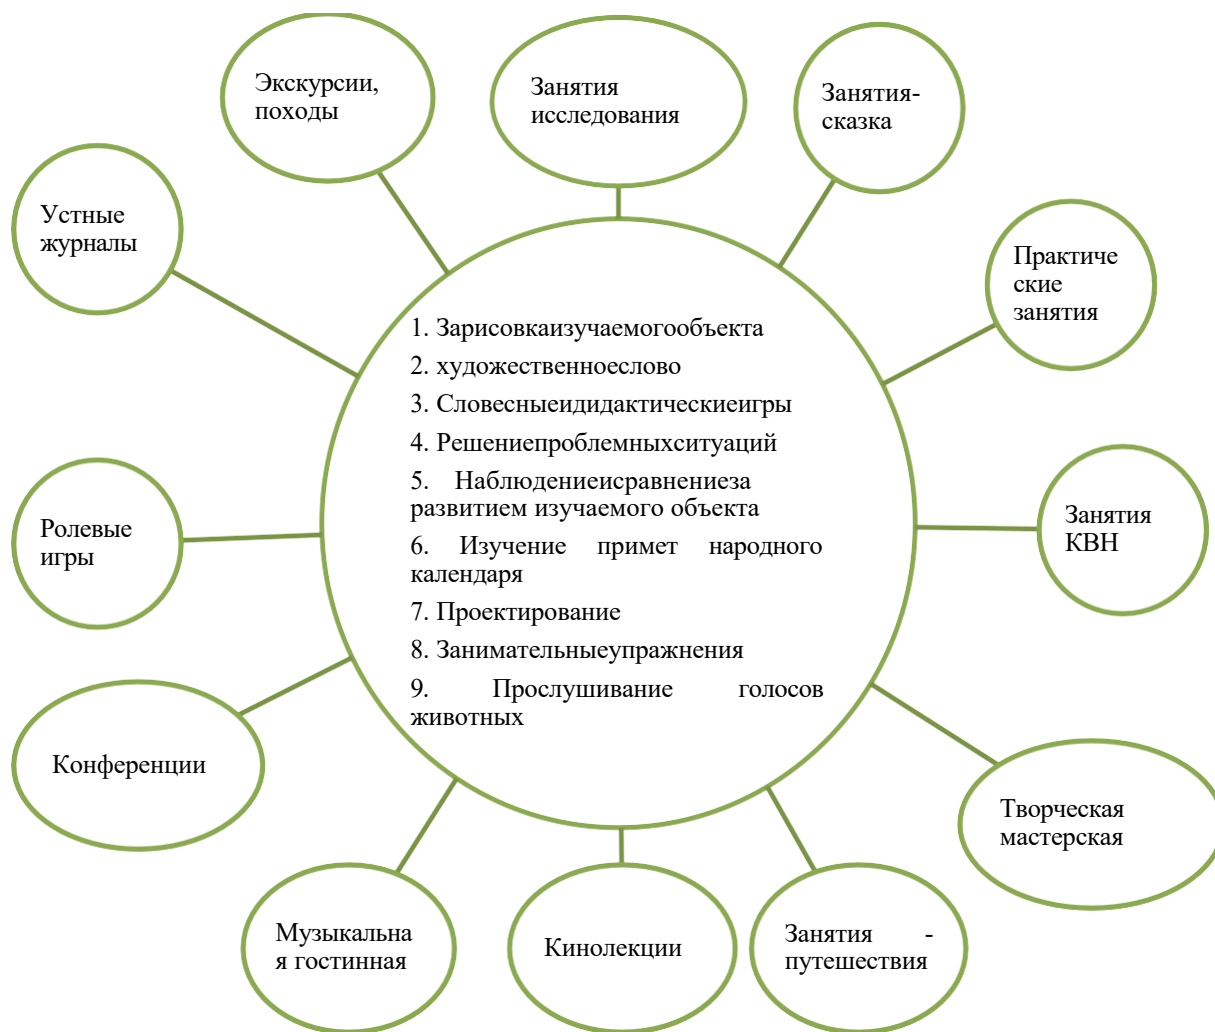 Экскурсии,
походы
Занятия
исследования
Занятия-
сказка
Устные
журналы
Практиче
ские
занятия
1. Зарисовкаизучаемогообъекта
2. художественноеслово
3. Словесныеидидактическиеигры
4. Решениепроблемныхситуаций
5. Наблюдениеисравнениеза
развитием изучаемого объекта
6. Изучение примет народного
календаря
7. Проектирование
8. Занимательныеупражнения
9. Прослушивание голосов
животных
Ролевые
игры
Занятия
КВН
Конференции
Творческая
мастерская
Музыкальна
я гостинная
Кинолекции
Занятия -
путешествия